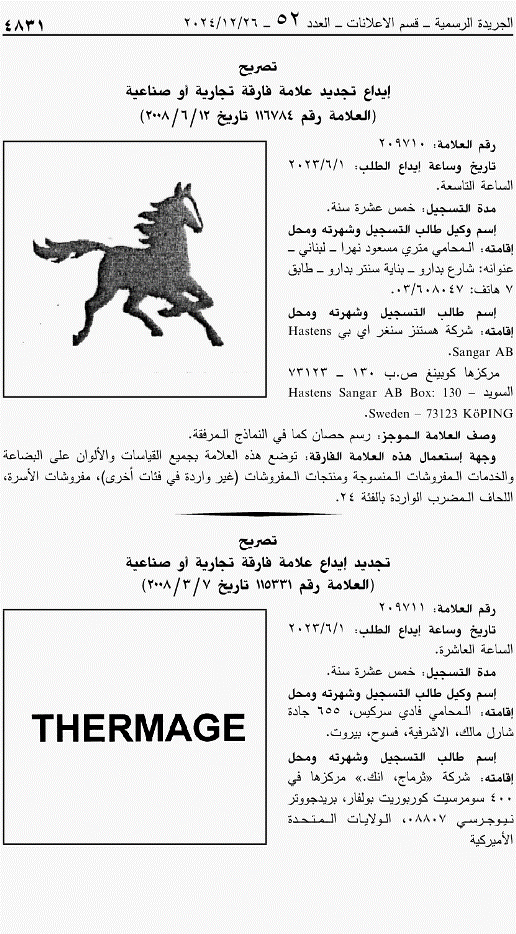 الجريدة الرسمية ـ قسم الاعلانات ـ العدد ٥٢ ـ ٢٠٢٤/١٢/٢٦
٤٨٣١
تصريح
إيداع تجديد علامة فارقة تجارية أو صناعية
(العلامة رقم ١١٦٧٨٤ تاريخ ٢٠٠٨/٦/١٢)
رقم العلامة: ٢٠٩٧١٠
تاريخ وساعة إيداع الطلب: ٢٠٢٣/٦/١
الساعة التاسعة.
مدة التسجيل: خمس عشرة سنة.
إسم وكيل طالب التسجيل وشهرته ومحل
إقامته: المحامي متري مسعود نهرا ـ لبناني ـ
عنوانه: شارع بدارو ـ بناية سنتر بدارو ـ طابق
٧ هاتف: ٠٣/٦٠٨٠٤٧.
إسم طالب التسجيل وشهرته ومحل
إقامته: شركة هستنز سنغر اي بي Hastens
Sangar AB.
مركزها كوبينغ ص.ب ١٣٠ ـ ٧٣١٢٣
السويد – Hastens Sangar AB Box: 130
Sweden – 73123 KöPING.
وصف العلامة الموجز: رسم حصان كما في النماذج المرفقة.
وجهة إستعمال هذه العلامة الفارقة: توضع هذه العلامة بجميع القياسات والألوان على البضاعة
والخدمات المفروشات المنسوجة ومنتجات المفروشات (غير واردة في فئات أخرى)، مفروشات الأسرة،
اللحاف المضرب الواردة بالفئة ٢٤.
تصريح
تجديد إيداع علامة فارقة تجارية أو صناعية
(العلامة رقم ١١٥٣٣١ تاريخ ٢٠٠٨/٣/٧)
رقم العلامة: ٢٠٩٧١١
تاريخ وساعة إيداع الطلب: ٢٠٢٣/٦/١
الساعة العاشرة.
مدة التسجيل: خمس عشرة سنة.
إسم وكيل طالب التسجيل وشهرته ومحل
إقامته: المحامي فادي سركيس، ٦٥٥ جادة
شارل مالك، الاشرفية، فسوح، بيروت.
إسم طالب التسجيل وشهرته ومحل
إقامته: شركة «ثرماج، انك.» مركزها في
٤٠٠ سومرسيت كوربوريت بولفار، بريدجووتر
نيوجرسي ٠٨٨٠٧، الولايات المتحدة
الأميركية
THERMAGE